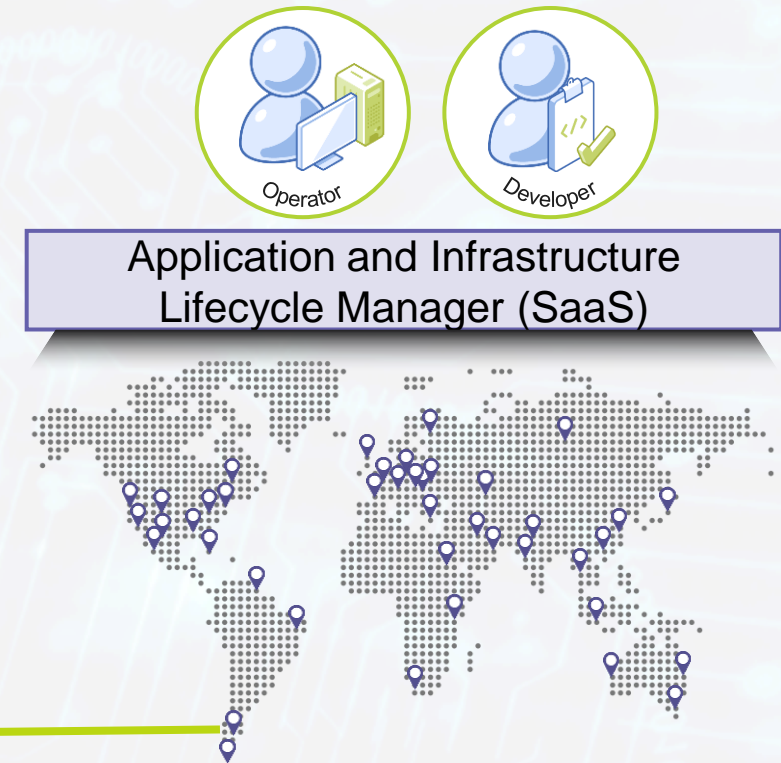 Operator
Developer
Application and Infrastructure
Lifecycle Manager (SaaS)